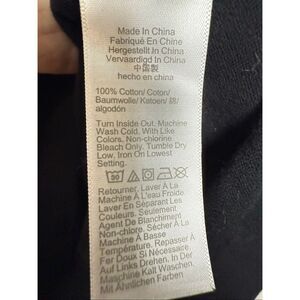 Made In China
Fabriqué En Chine
Hergestellt In China
Vervaardigd In China
中国製
hecho en china
100% Cotton/ Coton/
Baumwolle/ Katoen/ 綿/
algodón
Turn Inside Out, Machine
Wash Cold, With Like
Colors. Non-chlorine
Bleach Only. Tumble Dry
Low, Iron On Lowest
Setting.
30
Retourner. Laver À La
Machine À L'eau Froide.
Laver En Séparant Les
Couleurs. Seulement
Agent De Blanchiment
Non-chlore. Sécher À La
Machine À Basse
Température. Repasser À
Fer Doux Si Nécessaire
Auf Links Drehen, In Der
Maschine Kalt Waschen,
Mit Ähnlichen Farben